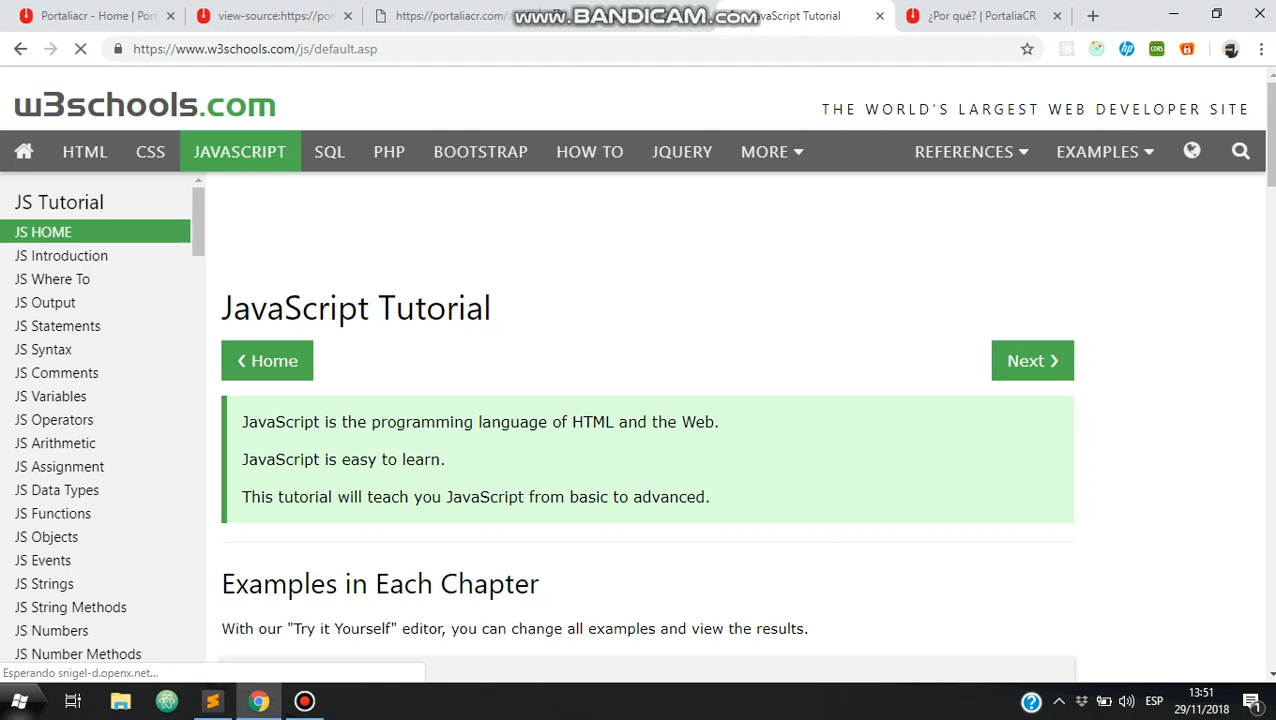 Portaliacr - Home | Port
view-source:https://por
https://portaliacr.com/
www.BANDICAM.com
JavaScript Tutorial
¿Por qué? | PortaliaCR
https://www.w3schools.com/js/default.asp
w3schools.com
THE WORLD'S LARGEST WEB DEVELOPER SITE
HTML CSS JAVASCRIPT SQL PHP BOOTSTRAP HOW TO JQUERY MORE REFERENCES EXAMPLES
JS Tutorial
JS HOME
JS Introduction
JS Where To
JS Output
JS Statements
JS Syntax
JS Comments
JS Variables
JS Operators
JS Arithmetic
JS Assignment
JS Data Types
JS Functions
JS Objects
JS Events
JS Strings
JS String Methods
JS Numbers
JS Number Methods
JavaScript Tutorial
❮ Home
Next ❯
JavaScript is the programming language of HTML and the Web.
JavaScript is easy to learn.
This tutorial will teach you JavaScript from basic to advanced.
Examples in Each Chapter
With our "Try it Yourself" editor, you can change all examples and view the results.
Esperando snigel-d.openx.net...
ESP
13:51
29/11/2018